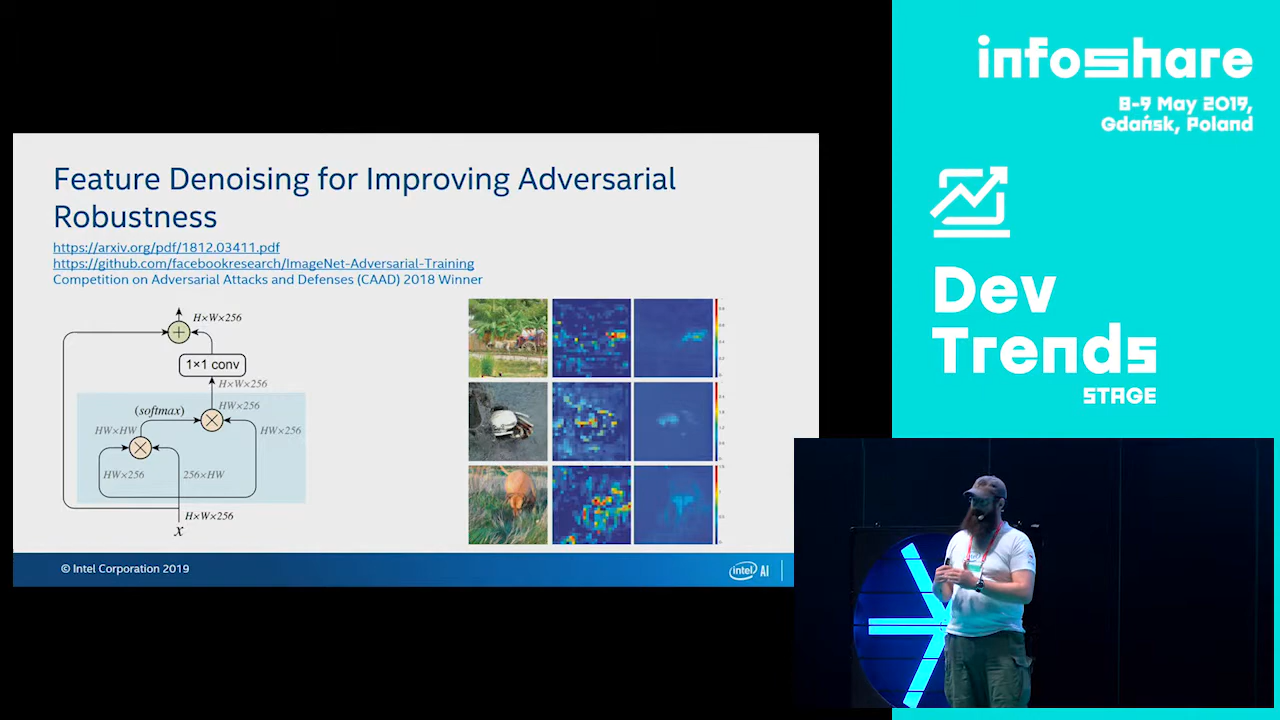 Feature Denoising for Improving Adversarial
Robustness
https://arxiv.org/pdf/1812.03411.pdf
https://github.com/facebookresearch/ImageNet-Adversarial-Training
Competition on Adversarial Attacks and Defenses (CAAD) 2018 Winner
H×W×256
+
1×1 conv
H×W×256
(softmax)
HW×256
HW×HW
HW×256
HW×256
256×HW
H×W×256
x
© Intel Corporation 2019
intel AI
infoshare
8-9 May 2019,
Gdańsk, Poland
Dev
Trends
STAGE